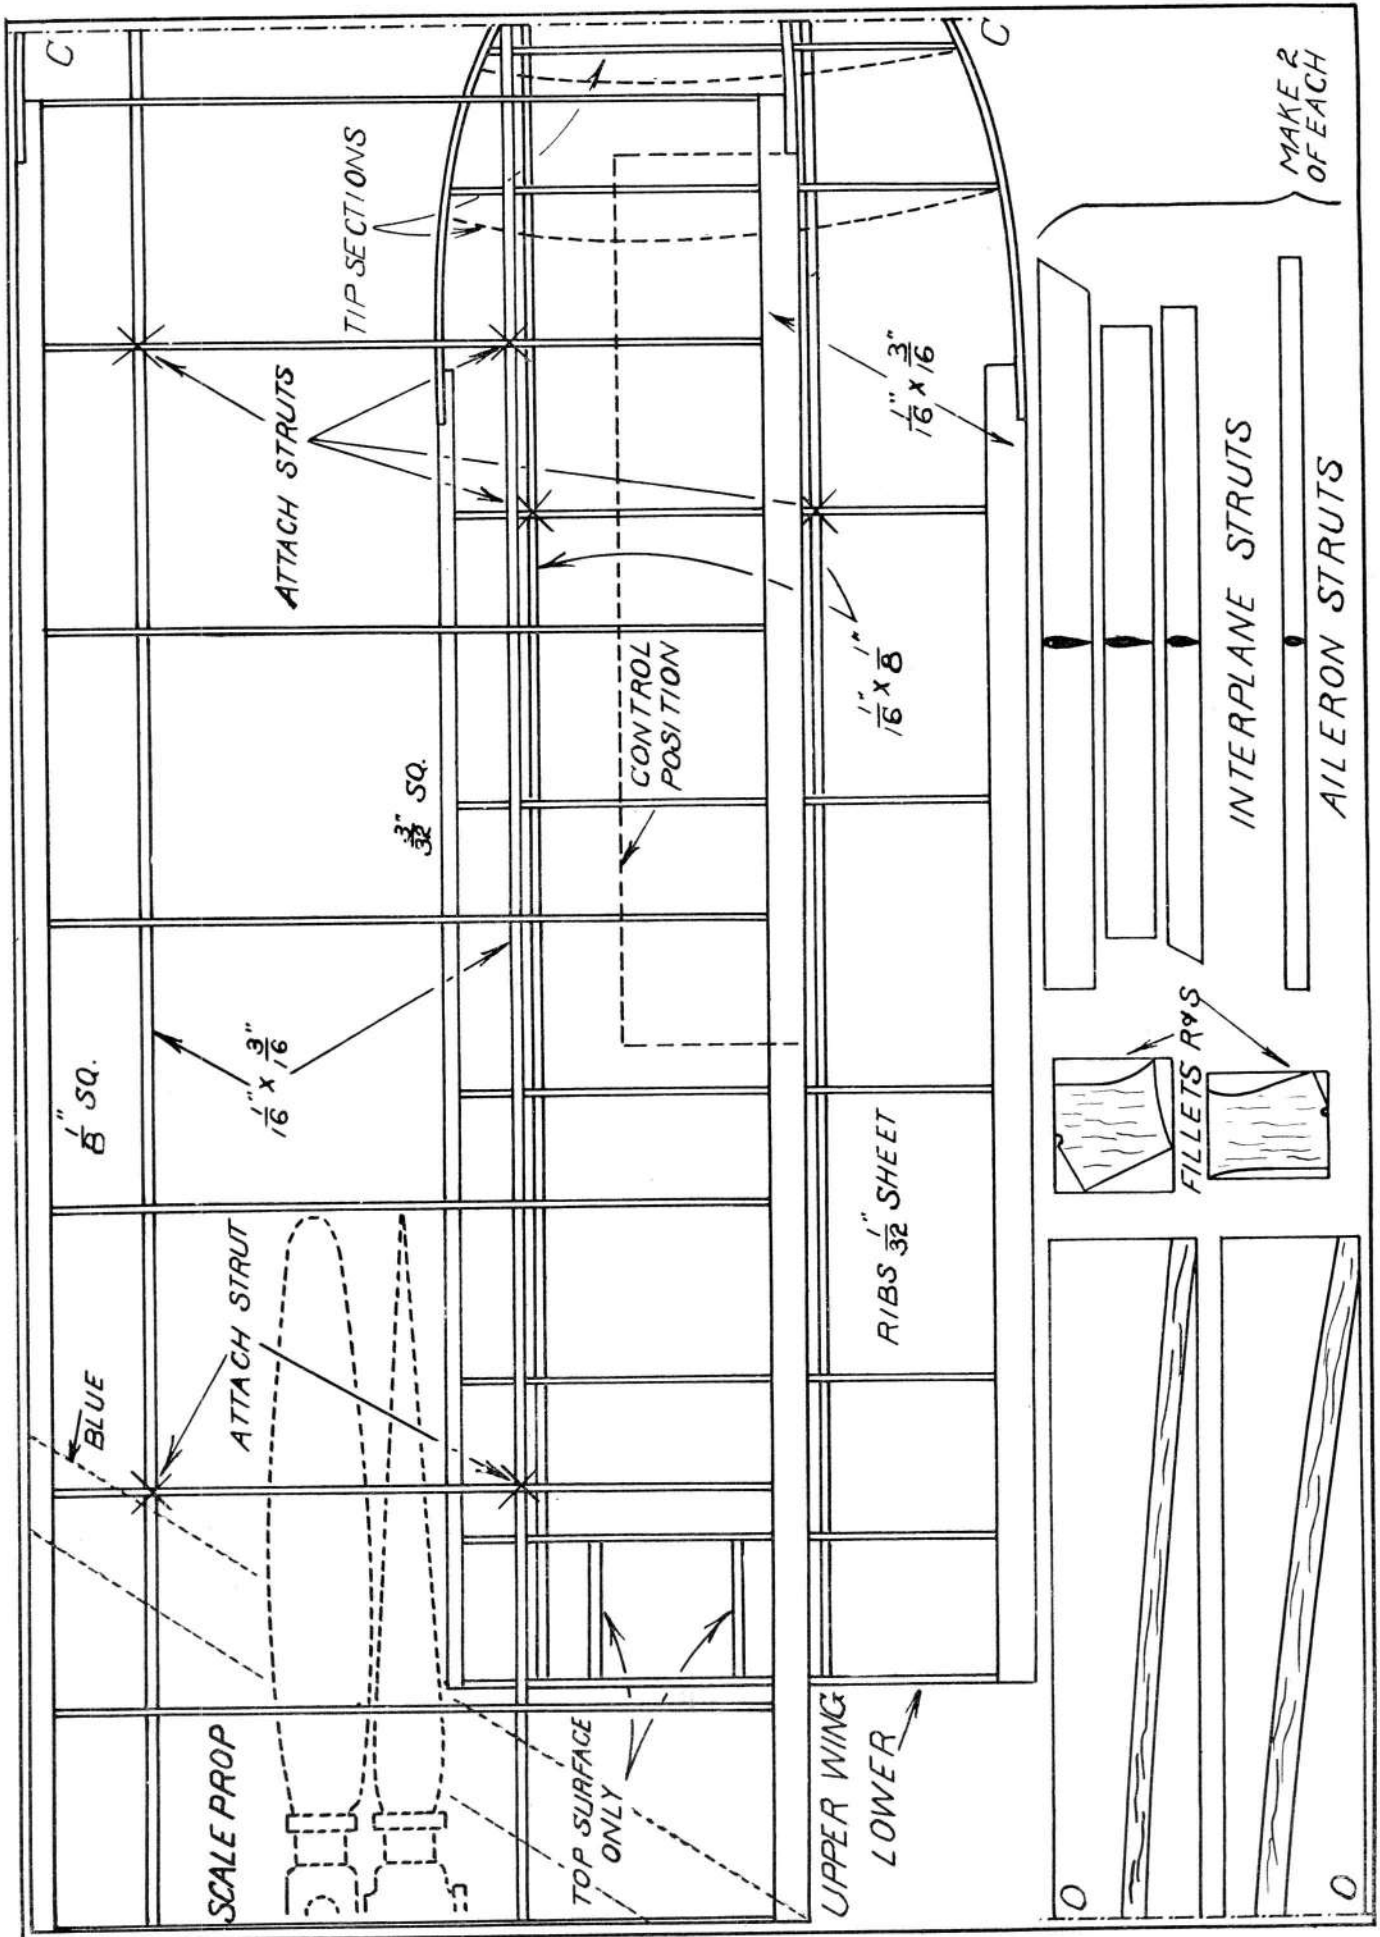 C
TIP SECTIONS
C
MAKE 2
OF EACH
ATTACH STRUTS
1/16" x 3/16"
3/32" SQ.
CONTROL
POSITION
1/16" x 1/8"
INTERPLANE STRUTS
AILERON STRUTS
1/8" SQ.
1/16" x 3/16"
RIBS 1/32" SHEET
FILLETS R&S
BLUE
ATTACH STRUT
SCALE PROP
TOP SURFACE
ONLY
UPPER WING
LOWER
O
O